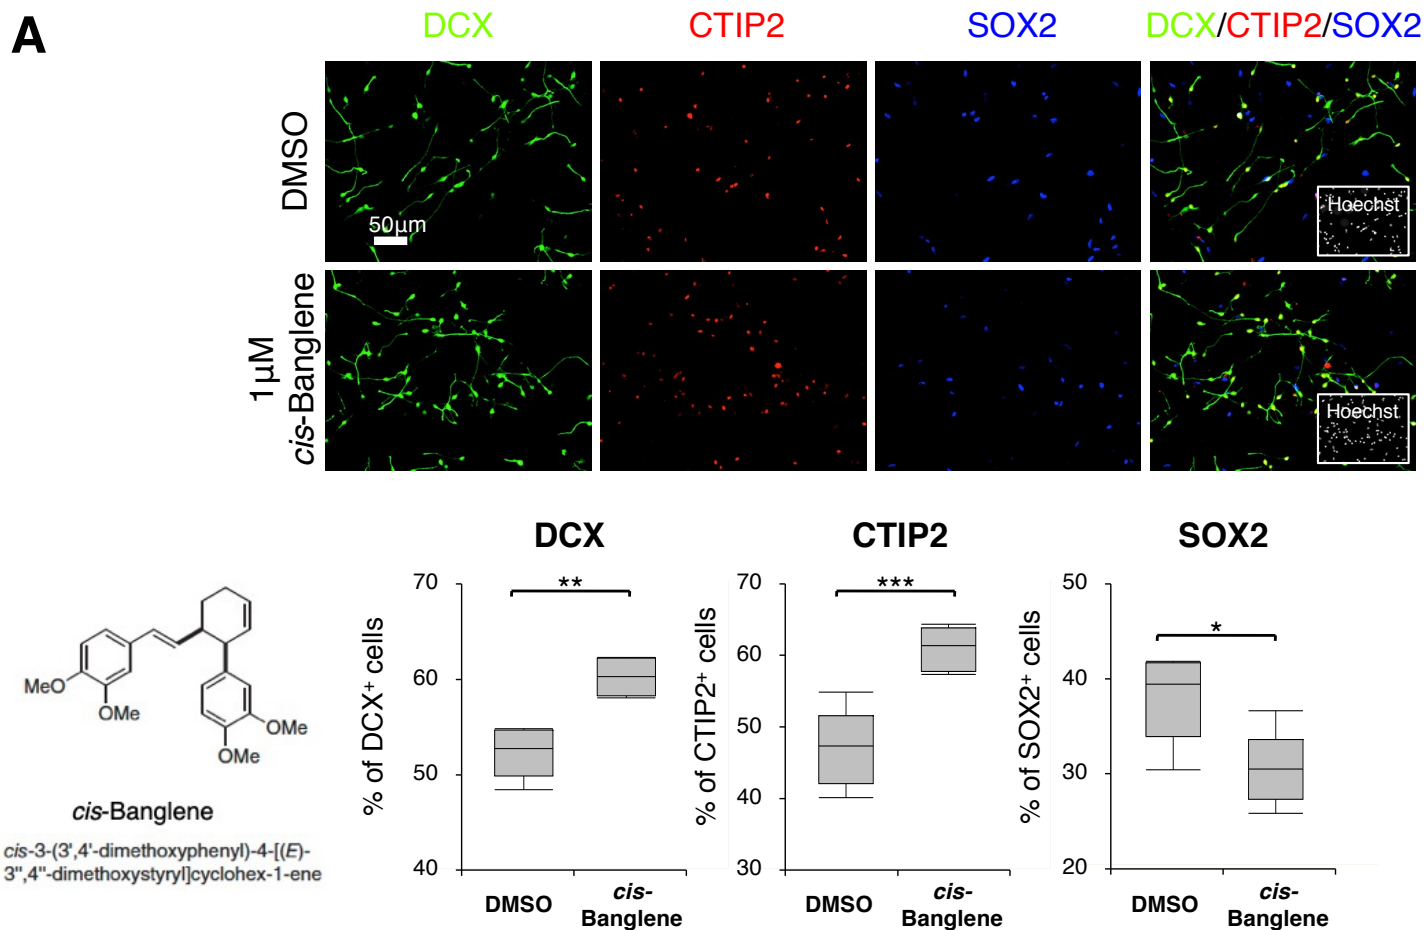 A
DCX
CTIP2
SOX2
DCX/CTIP2/SOX2
DMSO
50µm
Hoechst
1µM
cis-Banglene
Hoechst
MeO
OMe
OMe
OMe
cis-Banglene
cis-3-(3',4'-dimethoxyphenyl)-4-[(E)-
3",4"-dimethoxystyryl]cyclohex-1-ene
DCX
% of DCX⁺ cells
70
60
50
40
**
DMSO
cis-
Banglene
CTIP2
% of CTIP2⁺ cells
70
60
50
40
30
***
DMSO
cis-
Banglene
SOX2
% of SOX2⁺ cells
50
40
30
20
*
DMSO
cis-
Banglene